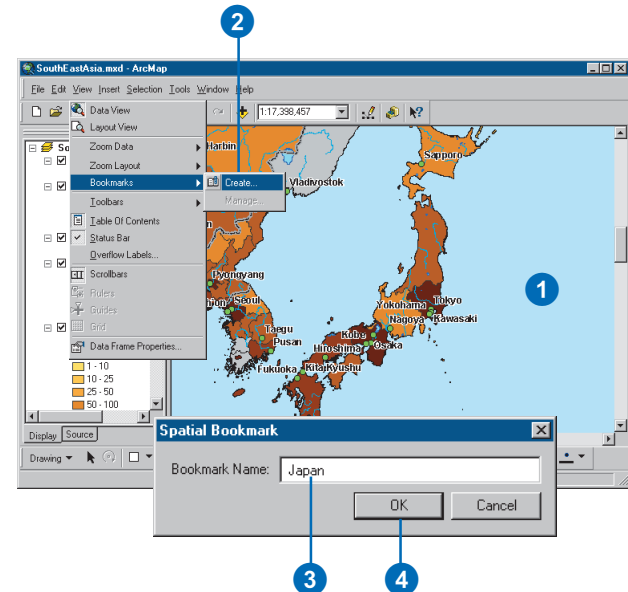 2
SouthEastAsia.mxd - ArcMap
File Edit View Insert Selection Tools Window Help
1:17,398,457
Data View
Layout View
Zoom Data
Zoom Layout
Bookmarks
Toolbars
Table Of Contents
Status Bar
Overflow Labels...
Scrollbars
Rulers
Guides
Grid
Data Frame Properties...
Create...
Manage...
So
1 - 10
10 - 25
25 - 50
50 - 100
Display Source
Drawing
Harbin
Vladivostok
Sapporo
Pyongyang
Seoul
Taegu
Pusan
Yokohama
Tokyo
Nagoya
Kawasaki
Kobe
Osaka
Hiroshima
Fukuoka
Kita Kyushu
1
Spatial Bookmark
Bookmark Name: Japan
OK Cancel
3 4